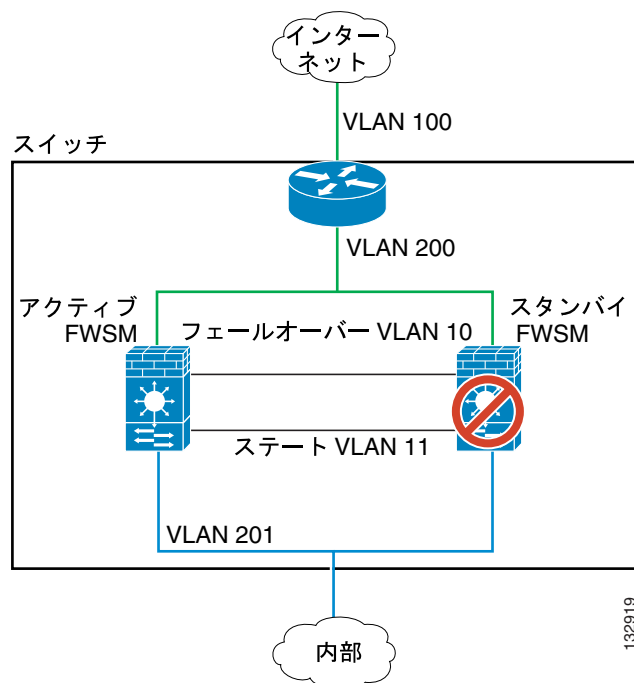 インター
ネット
VLAN 100
スイッチ
VLAN 200
アクティブ
FWSM
フェールオーバー VLAN 10
スタンバイ
FWSM
ステート VLAN 11
VLAN 201
内部
132919